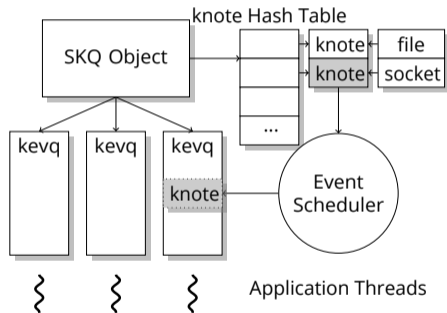 knote Hash Table
SKQ Object
knote
file
knote
socket
...
kevq
kevq
kevq
knote
Event
Scheduler
Application Threads